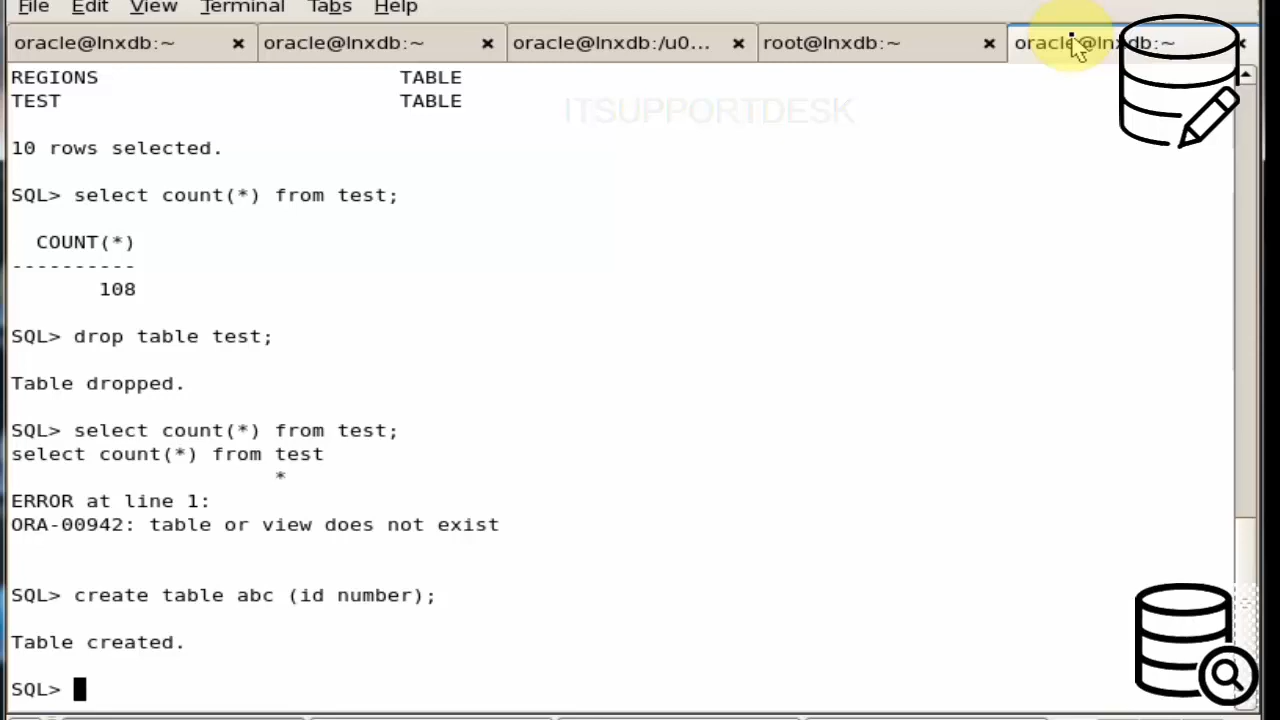 File Edit View Terminal Tabs Help
oracle@lnxdb:~ oracle@lnxdb:~ oracle@lnxdb:/u0... root@lnxdb:~ oracle@lnxdb:~
REGIONS TABLE
TEST TABLE
ITSUPPORTDESK
10 rows selected.
SQL> select count(*) from test;
COUNT(*)
----------
108
SQL> drop table test;
Table dropped.
SQL> select count(*) from test;
select count(*) from test
*
ERROR at line 1:
ORA-00942: table or view does not exist
SQL> create table abc (id number);
Table created.
SQL>